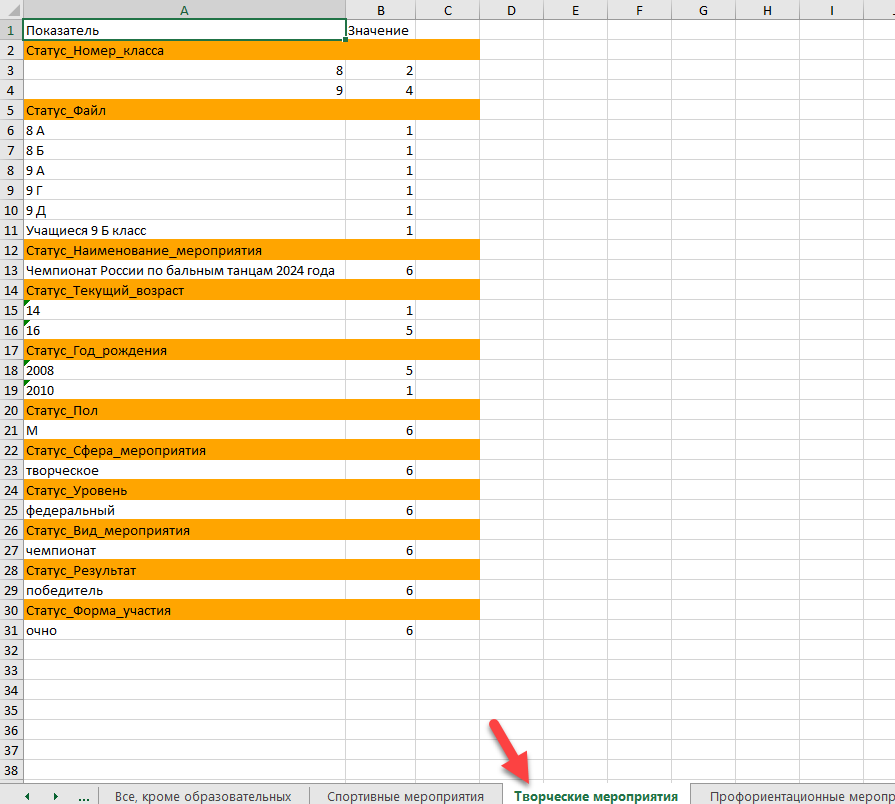 A B C D E F G H I
1 Показатель Значение
2 Статус_Номер_класса
3 8 2
4 9 4
5 Статус_Файл
6 8 А 1
7 8 Б 1
8 9 А 1
9 9 Г 1
10 9 Д 1
11 Учащиеся 9 Б класс 1
12 Статус_Наименование_мероприятия
13 Чемпионат России по бальным танцам 2024 года 6
14 Статус_Текущий_возраст
15 14 1
16 16 5
17 Статус_Год_рождения
18 2008 5
19 2010 1
20 Статус_Пол
21 М 6
22 Статус_Сфера_мероприятия
23 творческое 6
24 Статус_Уровень
25 федеральный 6
26 Статус_Вид_мероприятия
27 чемпионат 6
28 Статус_Результат
29 победитель 6
30 Статус_Форма_участия
31 очно 6
32
33
34
35
36
37
38
... Все, кроме образовательных Спортивные мероприятия Творческие мероприятия Профориентационные мероп